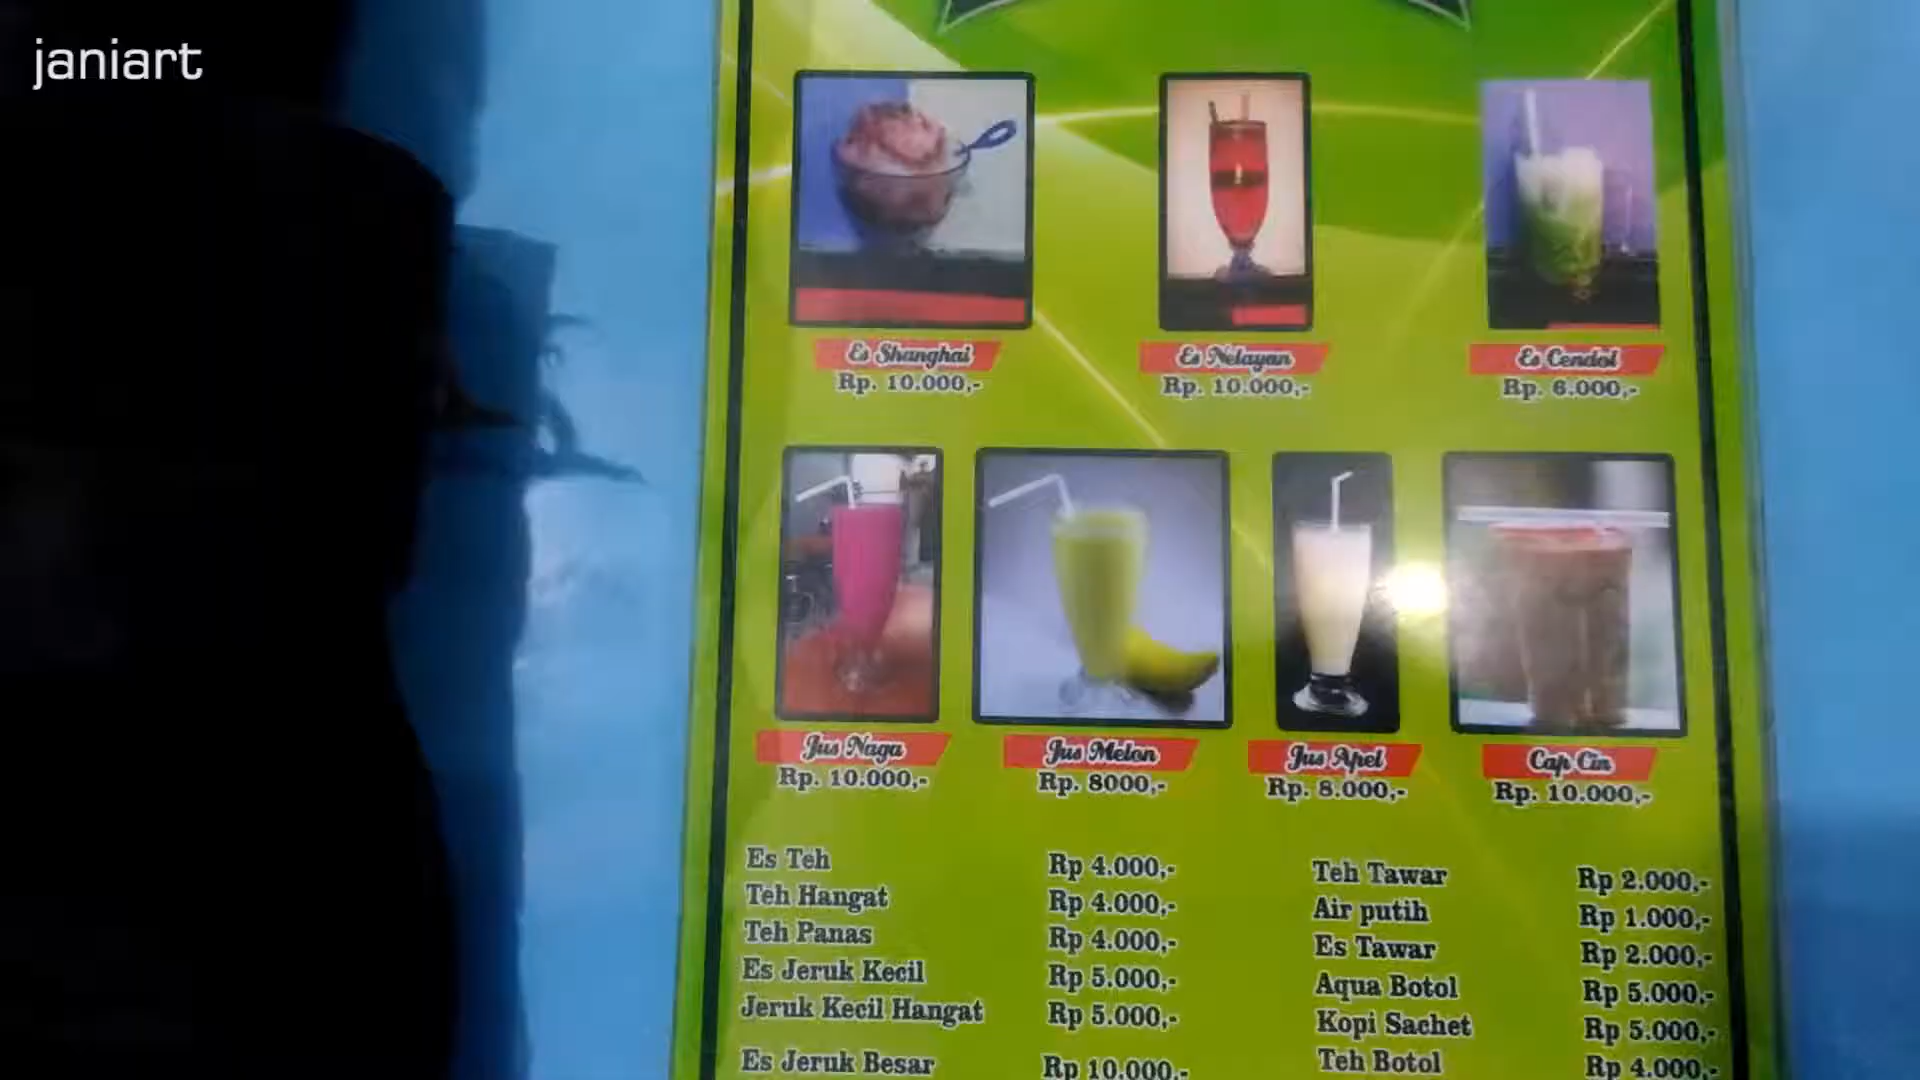 janiart
Es Shanghai
Rp. 10.000,-
Es Nelayan
Rp. 10.000,-
Es Cendol
Rp. 6.000,-
Jus Naga
Rp. 10.000,-
Jus Melon
Rp. 8000,-
Jus Apel
Rp. 8.000,-
Cap Cin
Rp. 10.000,-
Es Teh Rp 4.000,-
Teh Hangat Rp 4.000,-
Teh Panas Rp 4.000,-
Es Jeruk Kecil Rp 5.000,-
Jeruk Kecil Hangat Rp 5.000,-
Es Jeruk Besar Rp 10.000,-
Teh Tawar Rp 2.000,-
Air putih Rp 1.000,-
Es Tawar Rp 2.000,-
Aqua Botol Rp 5.000,-
Kopi Sachet Rp 5.000,-
Teh Botol Rp 4.000,-